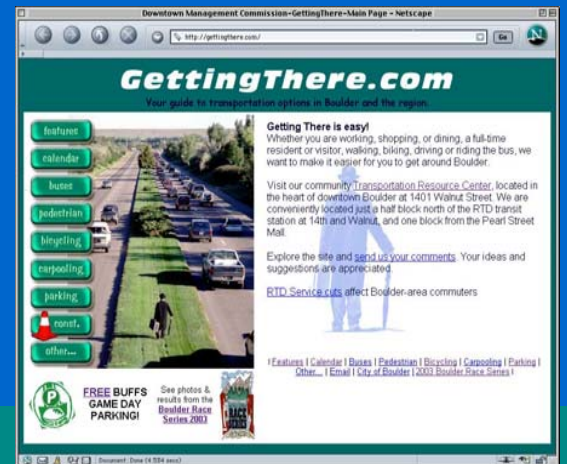 Downtown Management Commission-GettingThere-Main Page - Netscape
http://gettingthere.com/
Go
N
GettingThere.com
Your guide to transportation options in Boulder and the region.
features
calendar
buses
pedestrian
bicycling
carpooling
parking
const.
other...
Getting There is easy!
Whether you are working, shopping, or dining, a full-time
resident or visitor, walking, biking, driving or riding the bus, we
want to make it easier for you to get around Boulder.
Visit our community Transportation Resource Center, located in
the heart of downtown Boulder at 1401 Walnut Street. We are
conveniently located just a half block north of the RTD transit
station at 14th and Walnut, and one block from the Pearl Street
Mall.
Explore the site and send us your comments. Your ideas and
suggestions are appreciated.
RTD Service cuts affect Boulder-area commuters
| Features | Calendar | Buses | Pedestrian | Bicycling | Carpooling | Parking |
Other... | Email | City of Boulder | 2003 Boulder Race Series |
P
FREE BUFFS
GAME DAY
PARKING!
See photos &
results from the
Boulder Race
Series 2003
RACE
SERIES
Document: Done (4.534 secs)